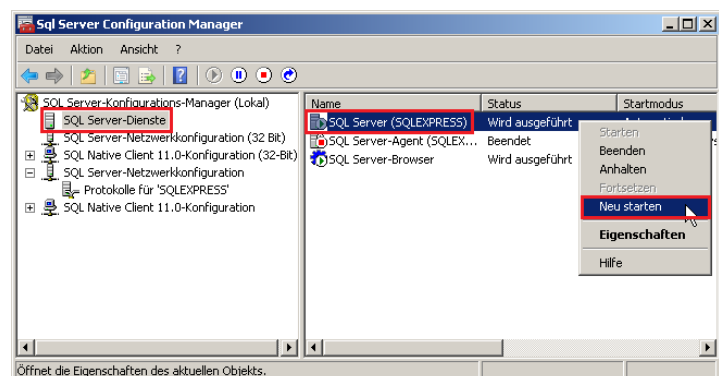 Sql Server Configuration Manager
Datei Aktion Ansicht ?
SQL Server-Konfigurations-Manager (Lokal)
SQL Server-Dienste
SQL Server-Netzwerkkonfiguration (32 Bit)
SQL Native Client 11.0-Konfiguration (32-Bit)
SQL Server-Netzwerkkonfiguration
Protokolle für 'SQLEXPRESS'
SQL Native Client 11.0-Konfiguration
Name Status Startmodus
SQL Server (SQLEXPRESS) Wird ausgeführt
SQL Server-Agent (SQLEX... Beendet
SQL Server-Browser Wird ausgeführt
Starten
Beenden
Anhalten
Fortsetzen
Neu starten
Eigenschaften
Hilfe
Öffnet die Eigenschaften des aktuellen Objekts.